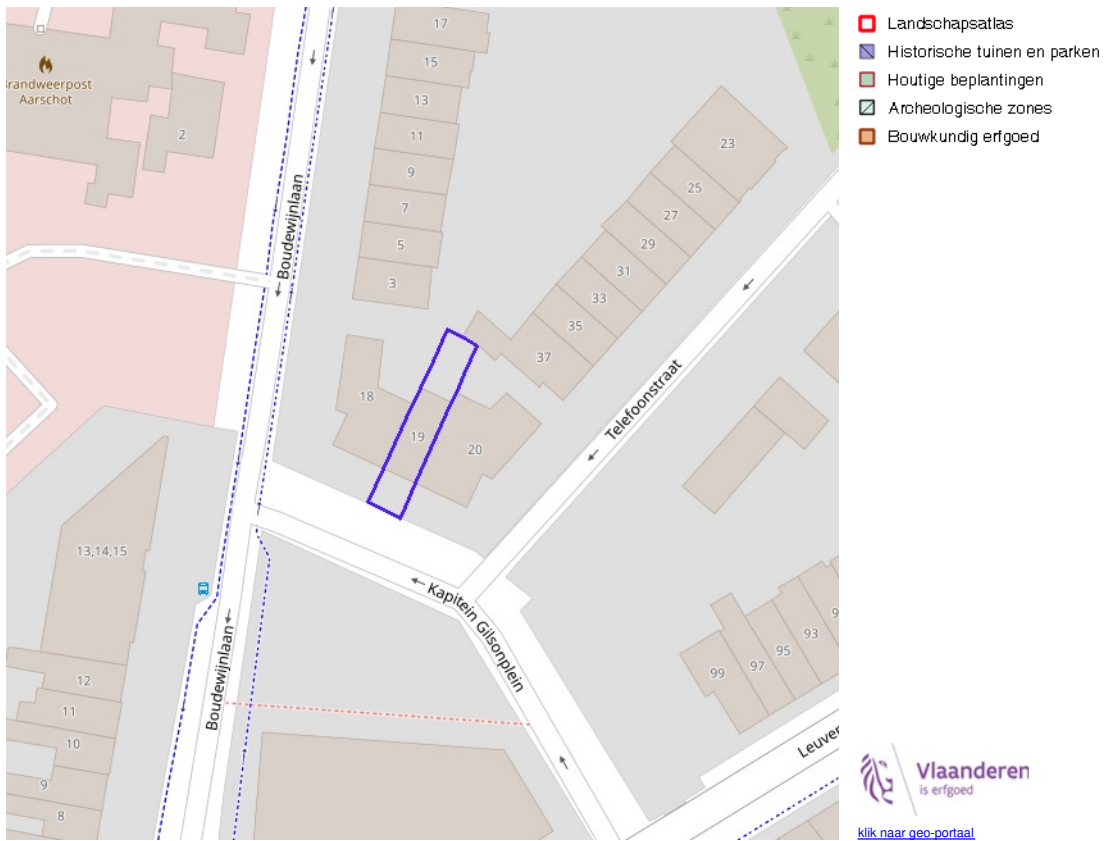 17
15
13
11
9
7
5
3
Brandweerpost
Aarschot
2
Boudewijnlaan
23
25
27
29
31
33
35
37
18
19
20
Telefoonstraat
13,14,15
Kapitein Gilsonplein
Boudewijnlaan
12
11
10
9
8
99
97
95
93
9
Leuven
Landschapsatlas
Historische tuinen en parken
Houtige beplantingen
Archeologische zones
Bouwkundig erfgoed
Vlaanderen
is erfgoed
klik naar geo-portaal